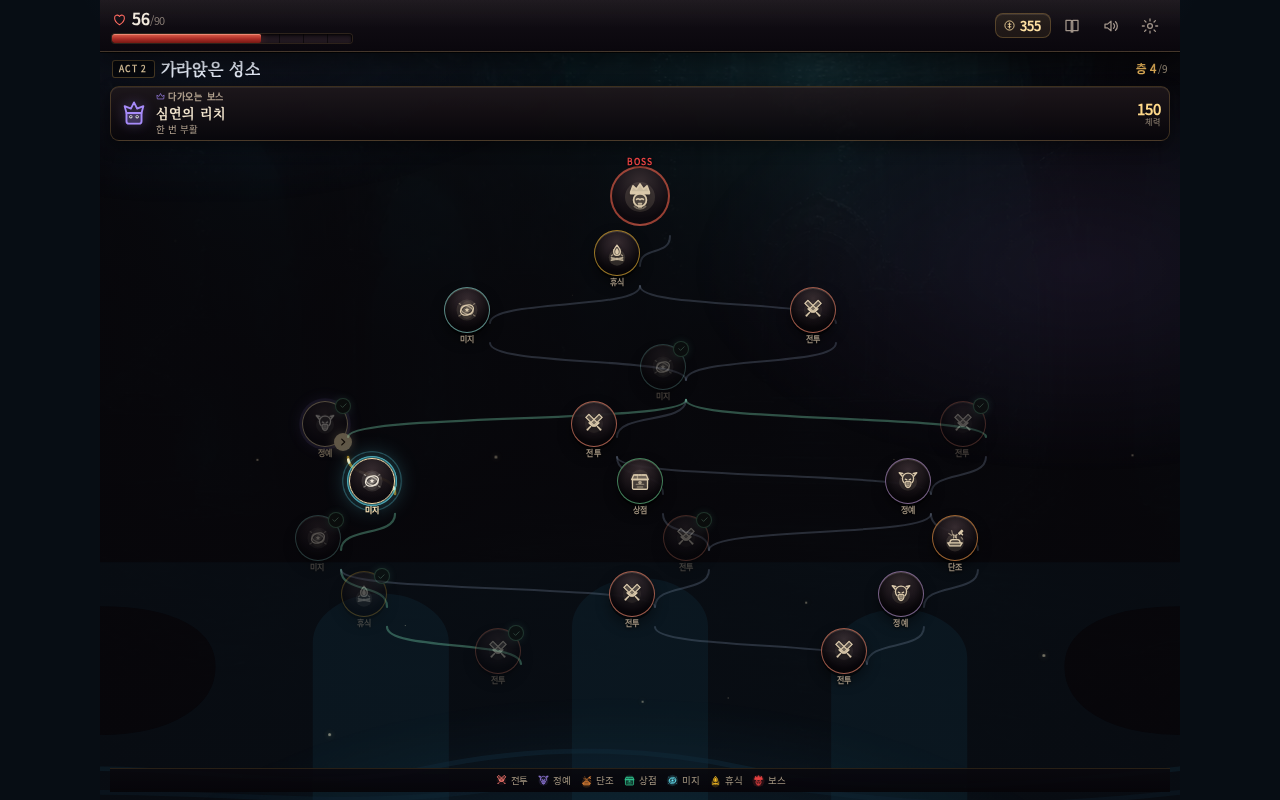 56/90
355
ACT 2 가라앉은 성소
층 4/9
다가오는 보스
심연의 리치
한 번 부활
150
체력
BOSS
휴식
미지
전투
미지
정예
전투
전투
미지
상점
정예
미지
전투
단조
휴식
전투
정예
전투
전투
전투 정예 단조 상점 미지 휴식 보스